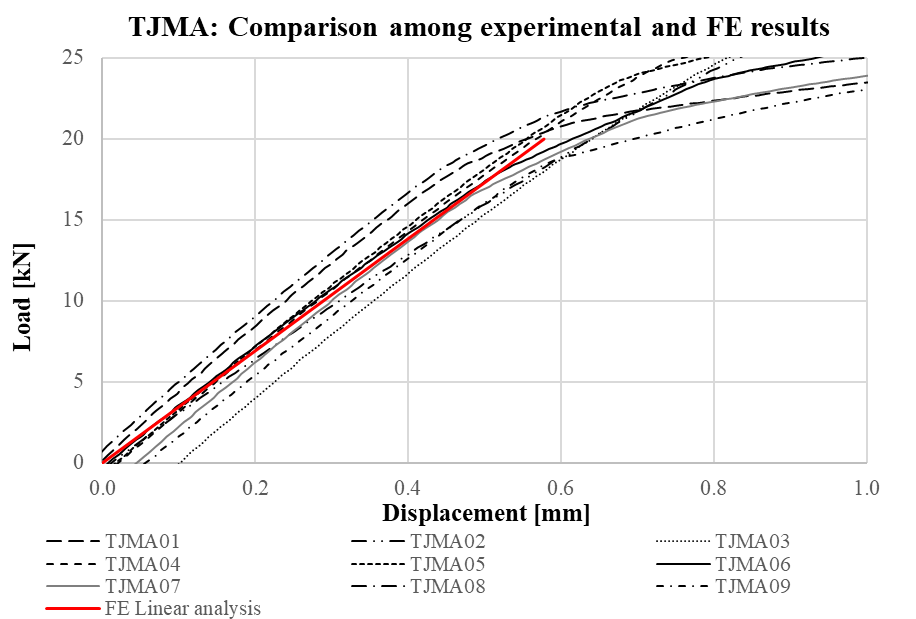 TJMA: Comparison among experimental and FE results
25
20
15
10
5
0
Load [kN]
0.0 0.2 0.4 0.6 0.8 1.0
Displacement [mm]
TJMA01 TJMA02 TJMA03
TJMA04 TJMA05 TJMA06
TJMA07 TJMA08 TJMA09
FE Linear analysis